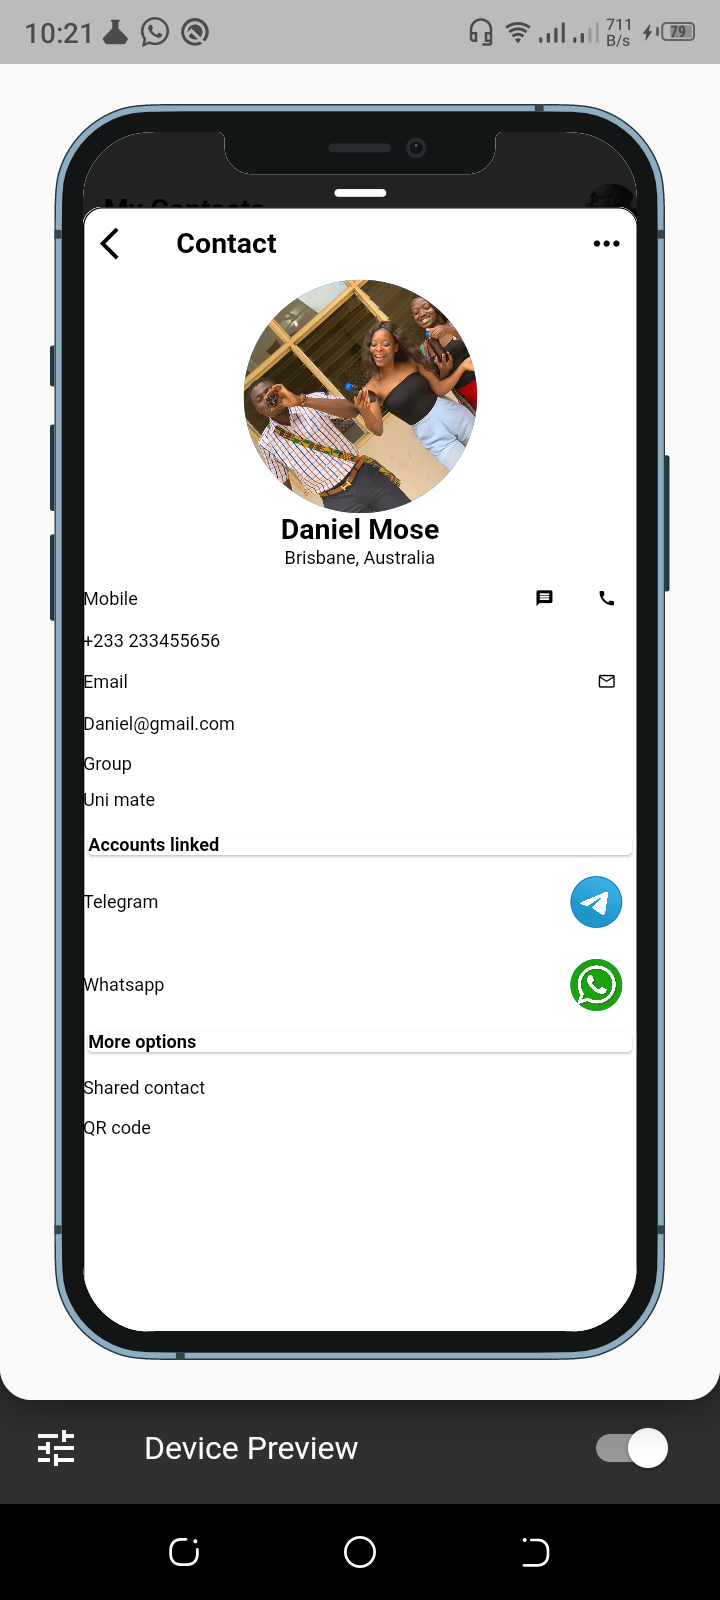 10:21
711
B/s
79
My Contacts
Contact
Daniel Mose
Brisbane, Australia
Mobile
+233 233455656
Email
Daniel@gmail.com
Group
Uni mate
Accounts linked
Telegram
Whatsapp
More options
Shared contact
QR code
Device Preview